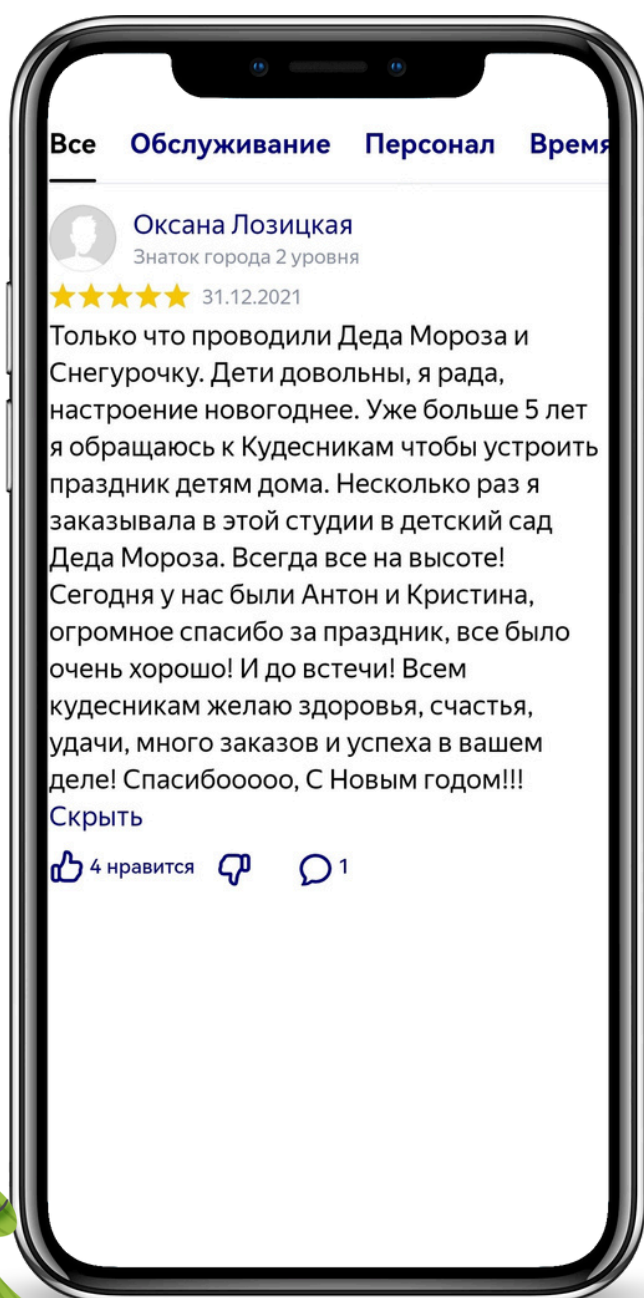 Все Обслуживание Персонал Время
Оксана Лозицкая
Знаток города 2 уровня
31.12.2021
Только что проводили Деда Мороза и
Снегурочку. Дети довольны, я рада,
настроение новогоднее. Уже больше 5 лет
я обращаюсь к Кудесникам чтобы устроить
праздник детям дома. Несколько раз я
заказывала в этой студии в детский сад
Деда Мороза. Всегда все на высоте!
Сегодня у нас были Антон и Кристина,
огромное спасибо за праздник, все было
очень хорошо! И до встечи! Всем
кудесникам желаю здоровья, счастья,
удачи, много заказов и успеха в вашем
деле! Спасибооооо, С Новым годом!!!
Скрыть
4 нравится 1